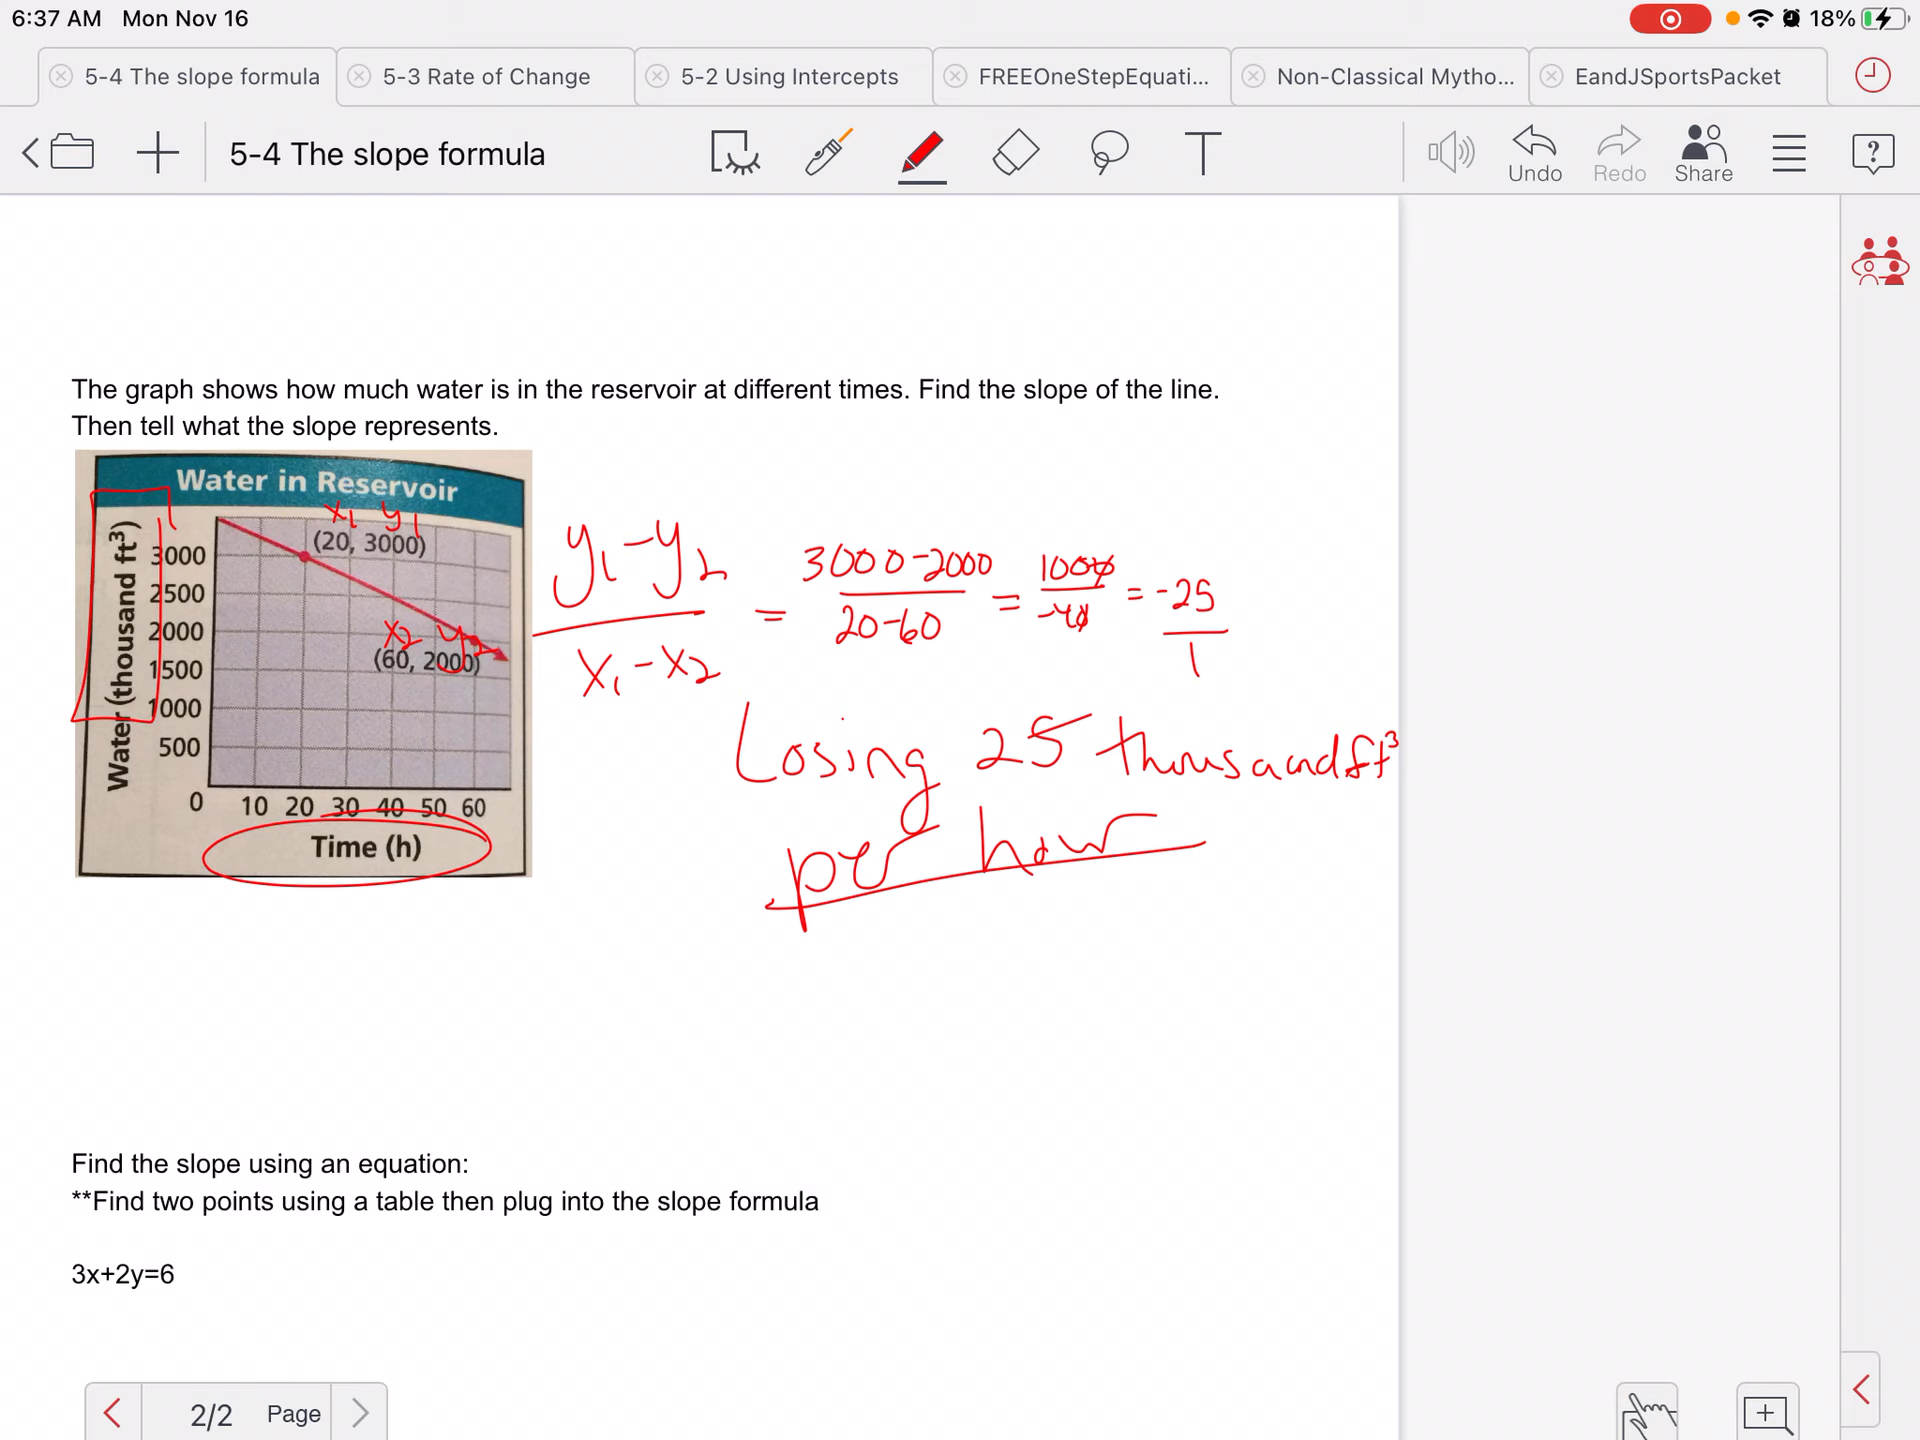 6:37 AM Mon Nov 16
18%
5-4 The slope formula
5-3 Rate of Change
5-2 Using Intercepts
FREEOneStepEquati...
Non-Classical Mytho...
EandJSportsPacket
5-4 The slope formula
T
Undo
Redo
Share
?
The graph shows how much water is in the reservoir at different times. Find the slope of the line.
Then tell what the slope represents.
Water in Reservoir
Water (thousand ft³)
x₁ y₁
(20, 3000)
3000
2500
2000
1500
1000
500
0
x₂ y₂
(60, 2000)
10 20 30 40 50 60
Time (h)
y₁-y₂
x₁-x₂
= 3000-2000
20-60
= 1000
-40
= -25
1
Losing 25 thousand ft³
per hour
Find the slope using an equation:
**Find two points using a table then plug into the slope formula
3x+2y=6
2/2 Page